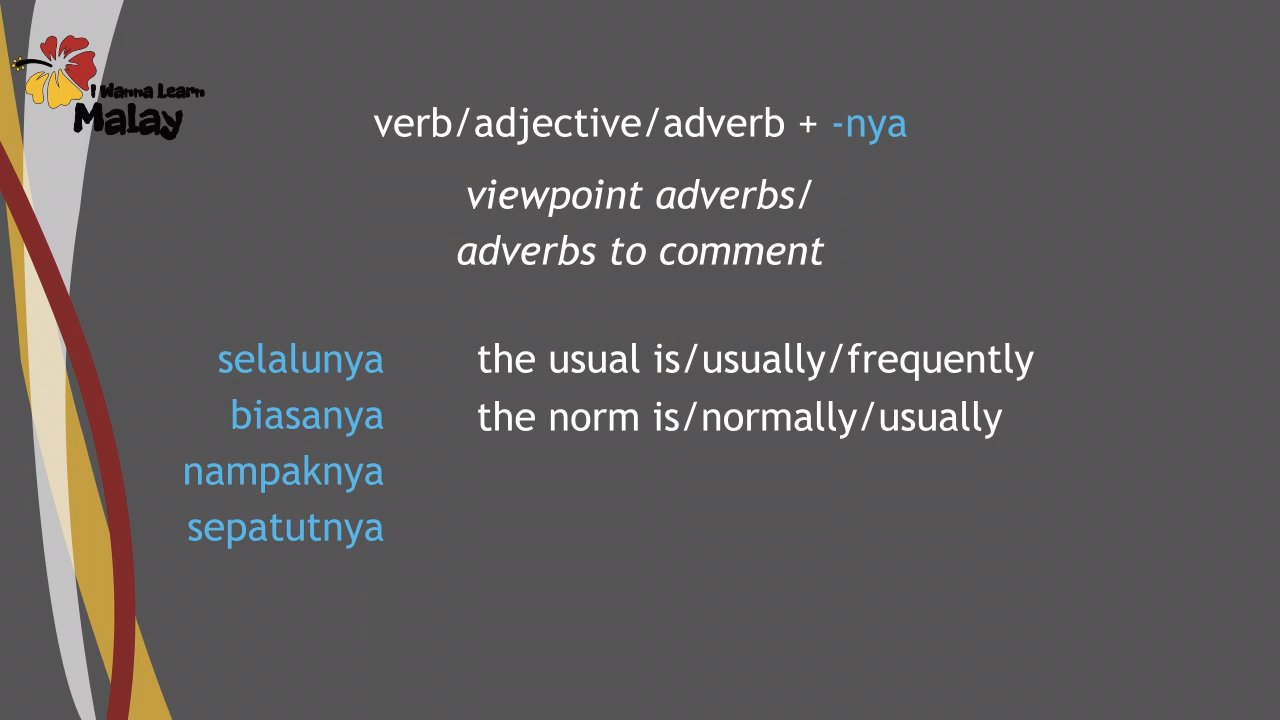 I Wanna Learn
Malay
verb/adjective/adverb + -nya
viewpoint adverbs/
adverbs to comment
selalunya the usual is/usually/frequently
biasanya the norm is/normally/usually
nampaknya
sepatutnya